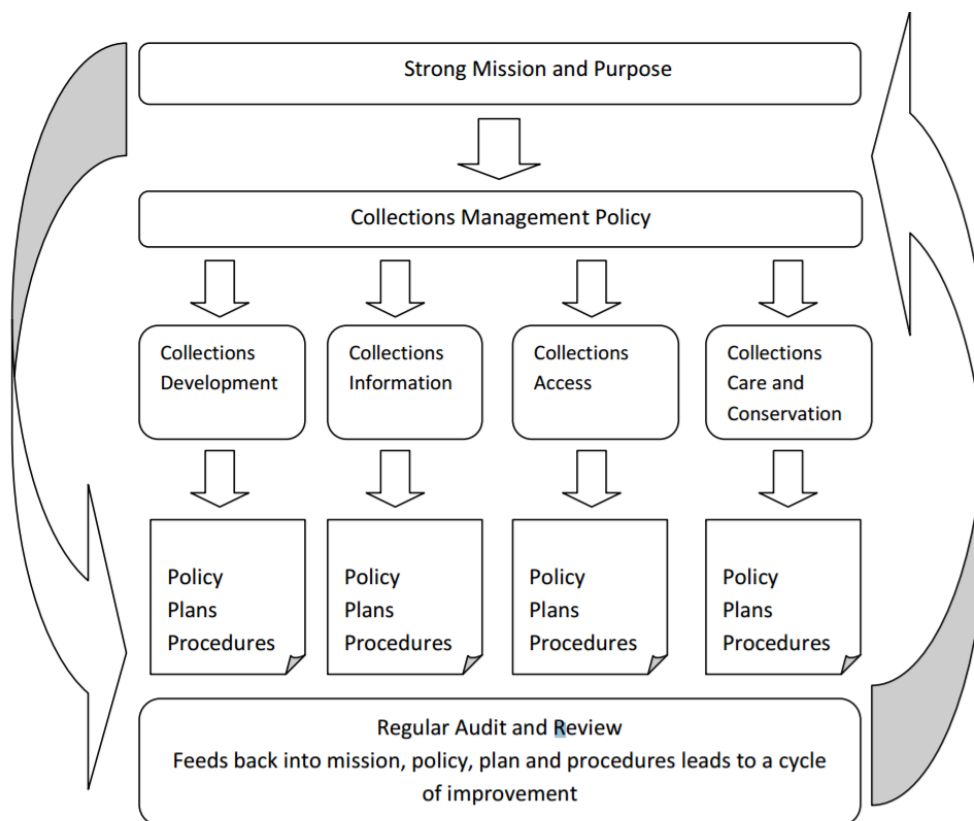 Strong Mission and Purpose
Collections Management Policy
Collections
Development
Collections
Information
Collections
Access
Collections
Care and
Conservation
Policy
Plans
Procedures
Policy
Plans
Procedures
Policy
Plans
Procedures
Policy
Plans
Procedures
Regular Audit and Review
Feeds back into mission, policy, plan and procedures leads to a cycle
of improvement